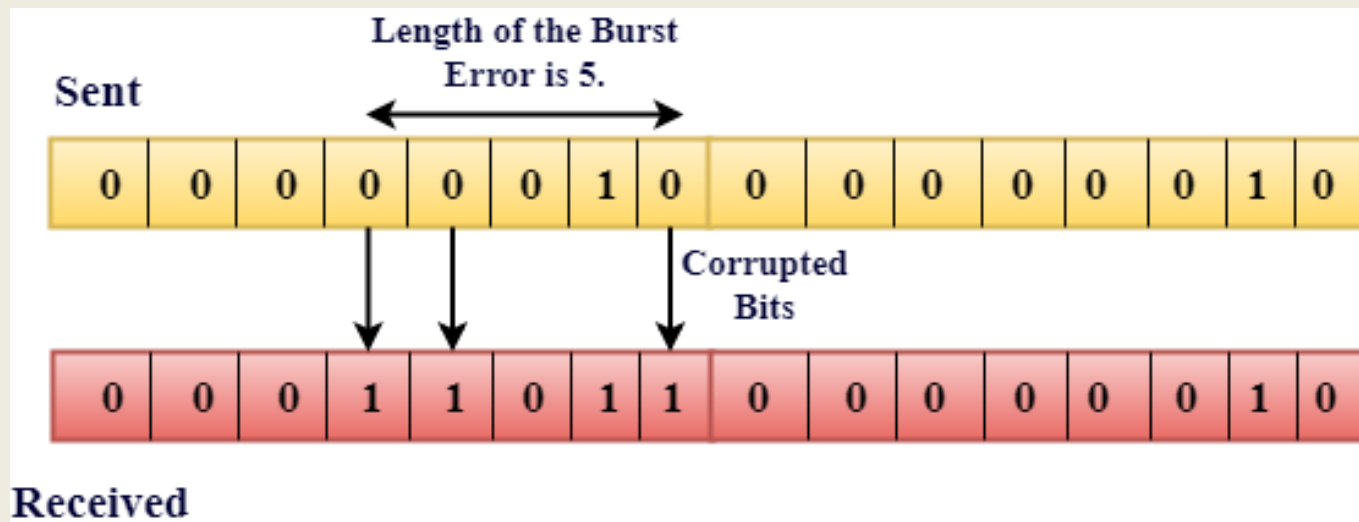 Length of the Burst
Error is 5.
Sent
0 0 0 0 0 0 1 0 0 0 0 0 0 0 1 0
Corrupted
Bits
0 0 0 1 1 0 1 1 0 0 0 0 0 0 1 0
Received